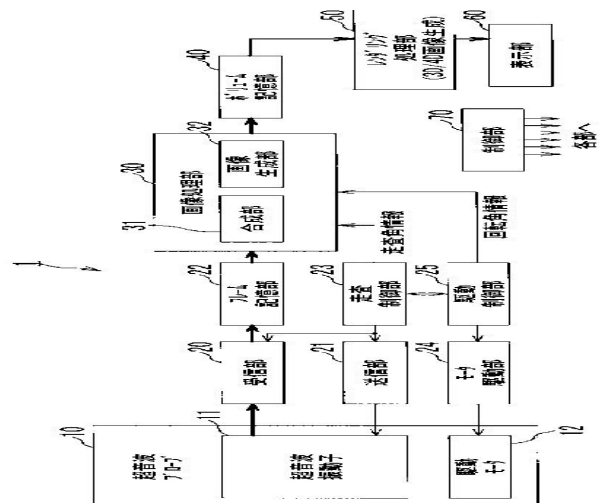 1
10
超音波
プローブ
11
超音波
振動子
12
駆動
モータ
20
受信部
21
送信部
24
モータ
駆動部
22
フレーム
記憶部
23
走査
制御部
25
駆動
制御部
走査角情報
回転角情報
30
画像処理部
31
合成部
32
画像
生成部
40
ボリューム
記憶部
50
レンダリング
処理部
(3D/4D画像生成)
60
表示部
70
制御部
各部へ